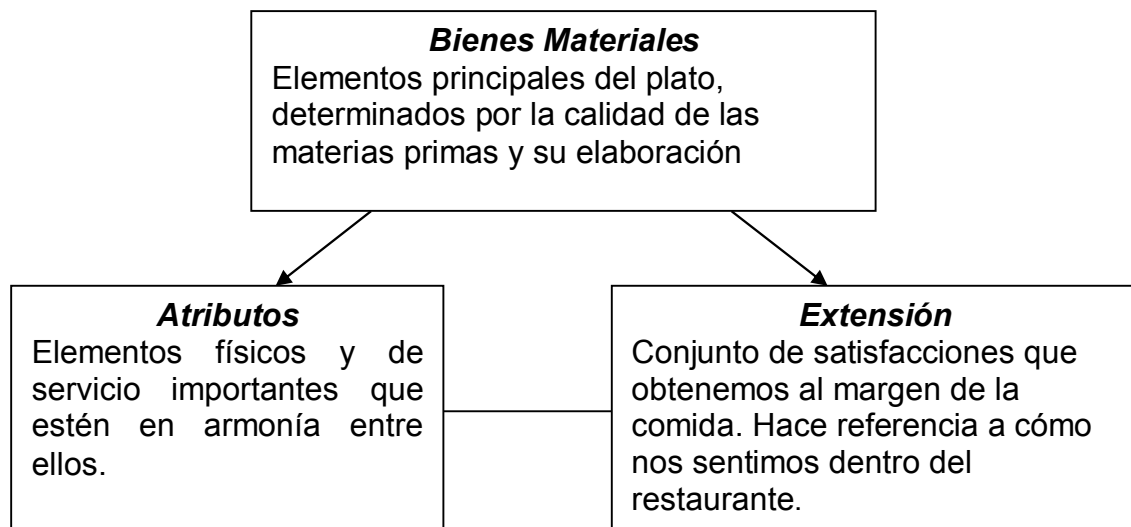 Bienes Materiales
Elementos principales del plato,
determinados por la calidad de las
materias primas y su elaboración
Atributos
Elementos físicos y de
servicio importantes que
estén en armonía entre
ellos.
Extensión
Conjunto de satisfacciones que
obtenemos al margen de la
comida. Hace referencia a cómo
nos sentimos dentro del
restaurante.